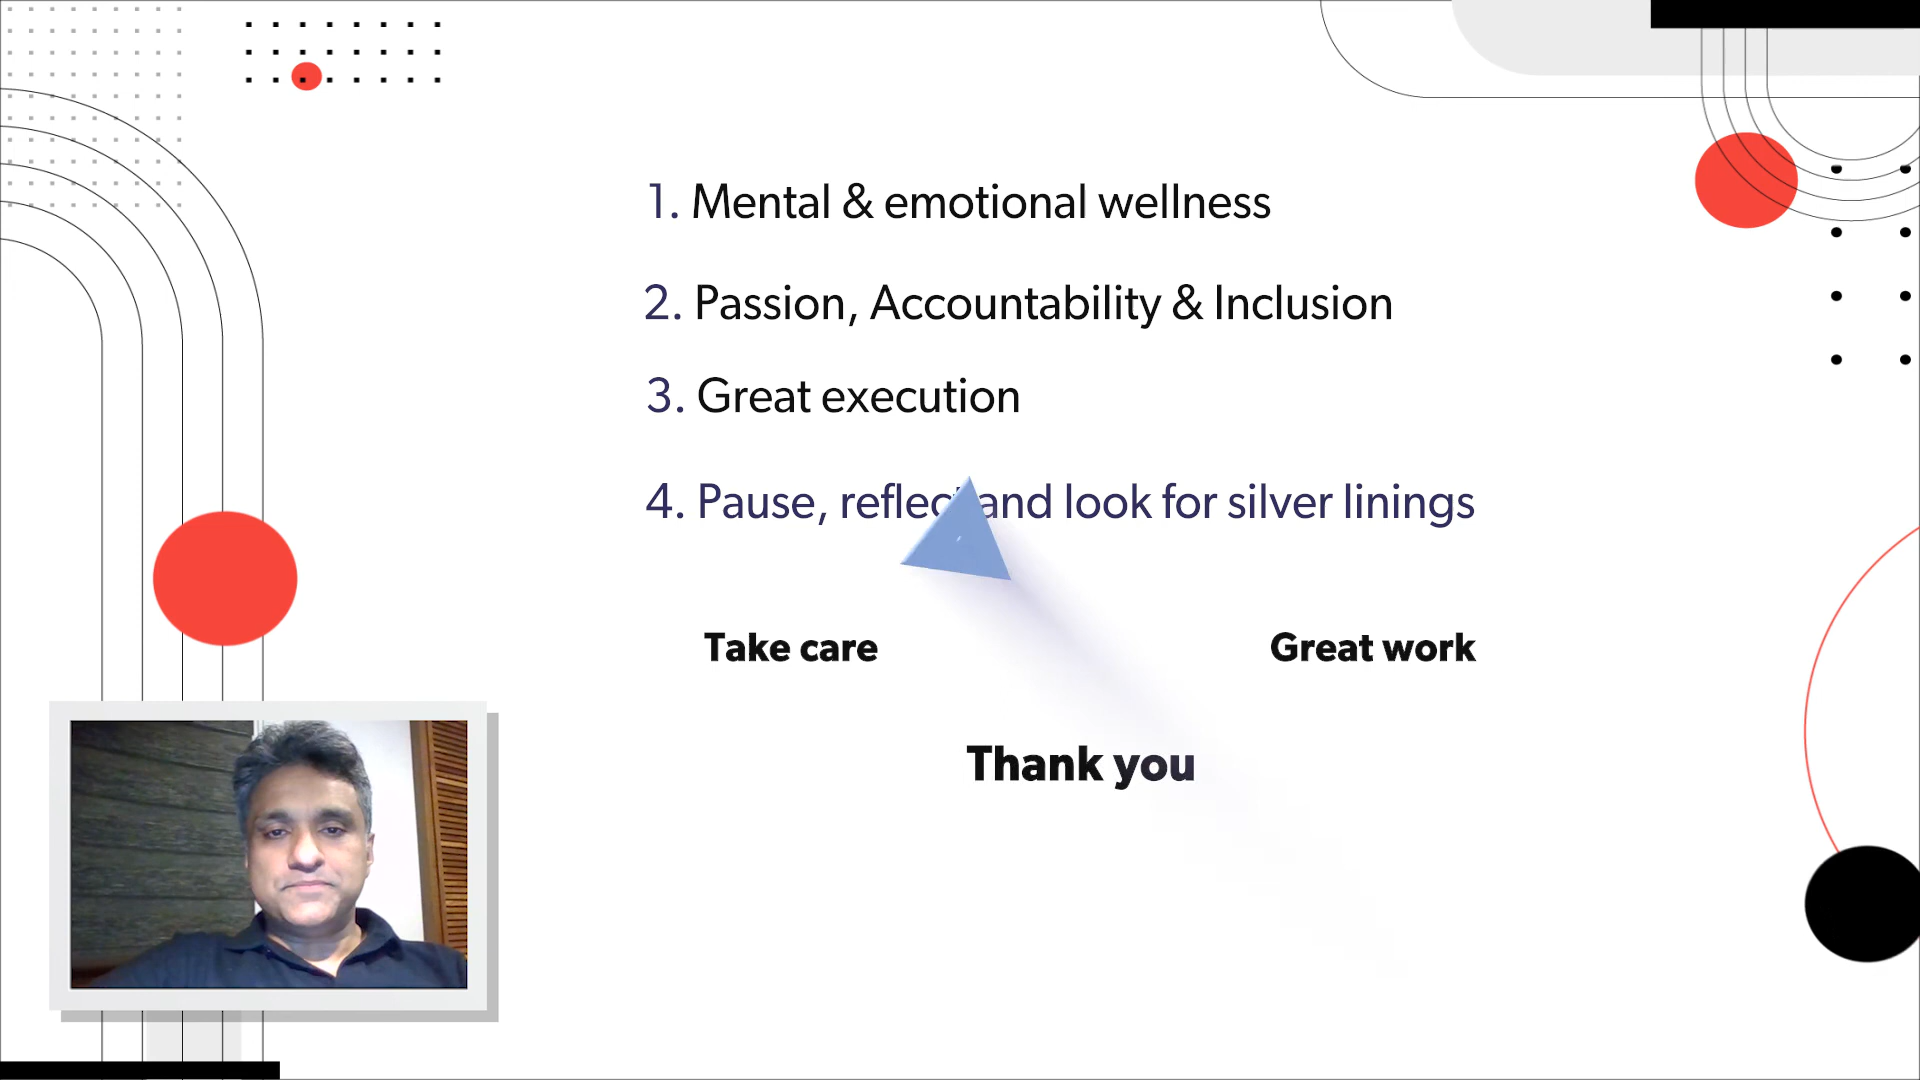 1. Mental & emotional wellness
2. Passion, Accountability & Inclusion
3. Great execution
4. Pause, reflect and look for silver linings
Take care
Great work
Thank you